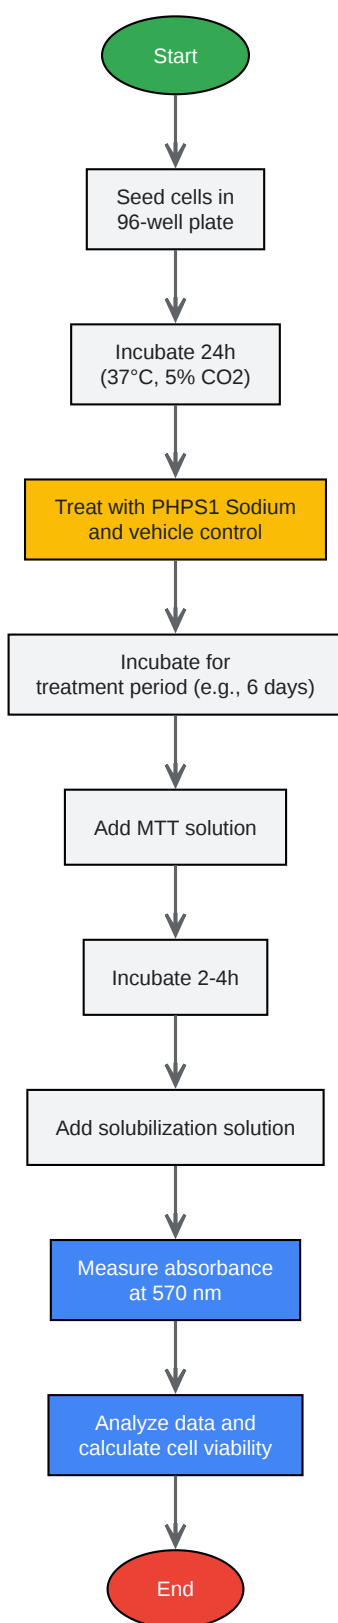 Start
Seed cells in
96-well plate
Incubate 24h
(37°C, 5% CO2)
Treat with PHPS1 Sodium
and vehicle control
Incubate for
treatment period (e.g., 6 days)
Add MTT solution
Incubate 2-4h
Add solubilization solution
Measure absorbance
at 570 nm
Analyze data and
calculate cell viability
End